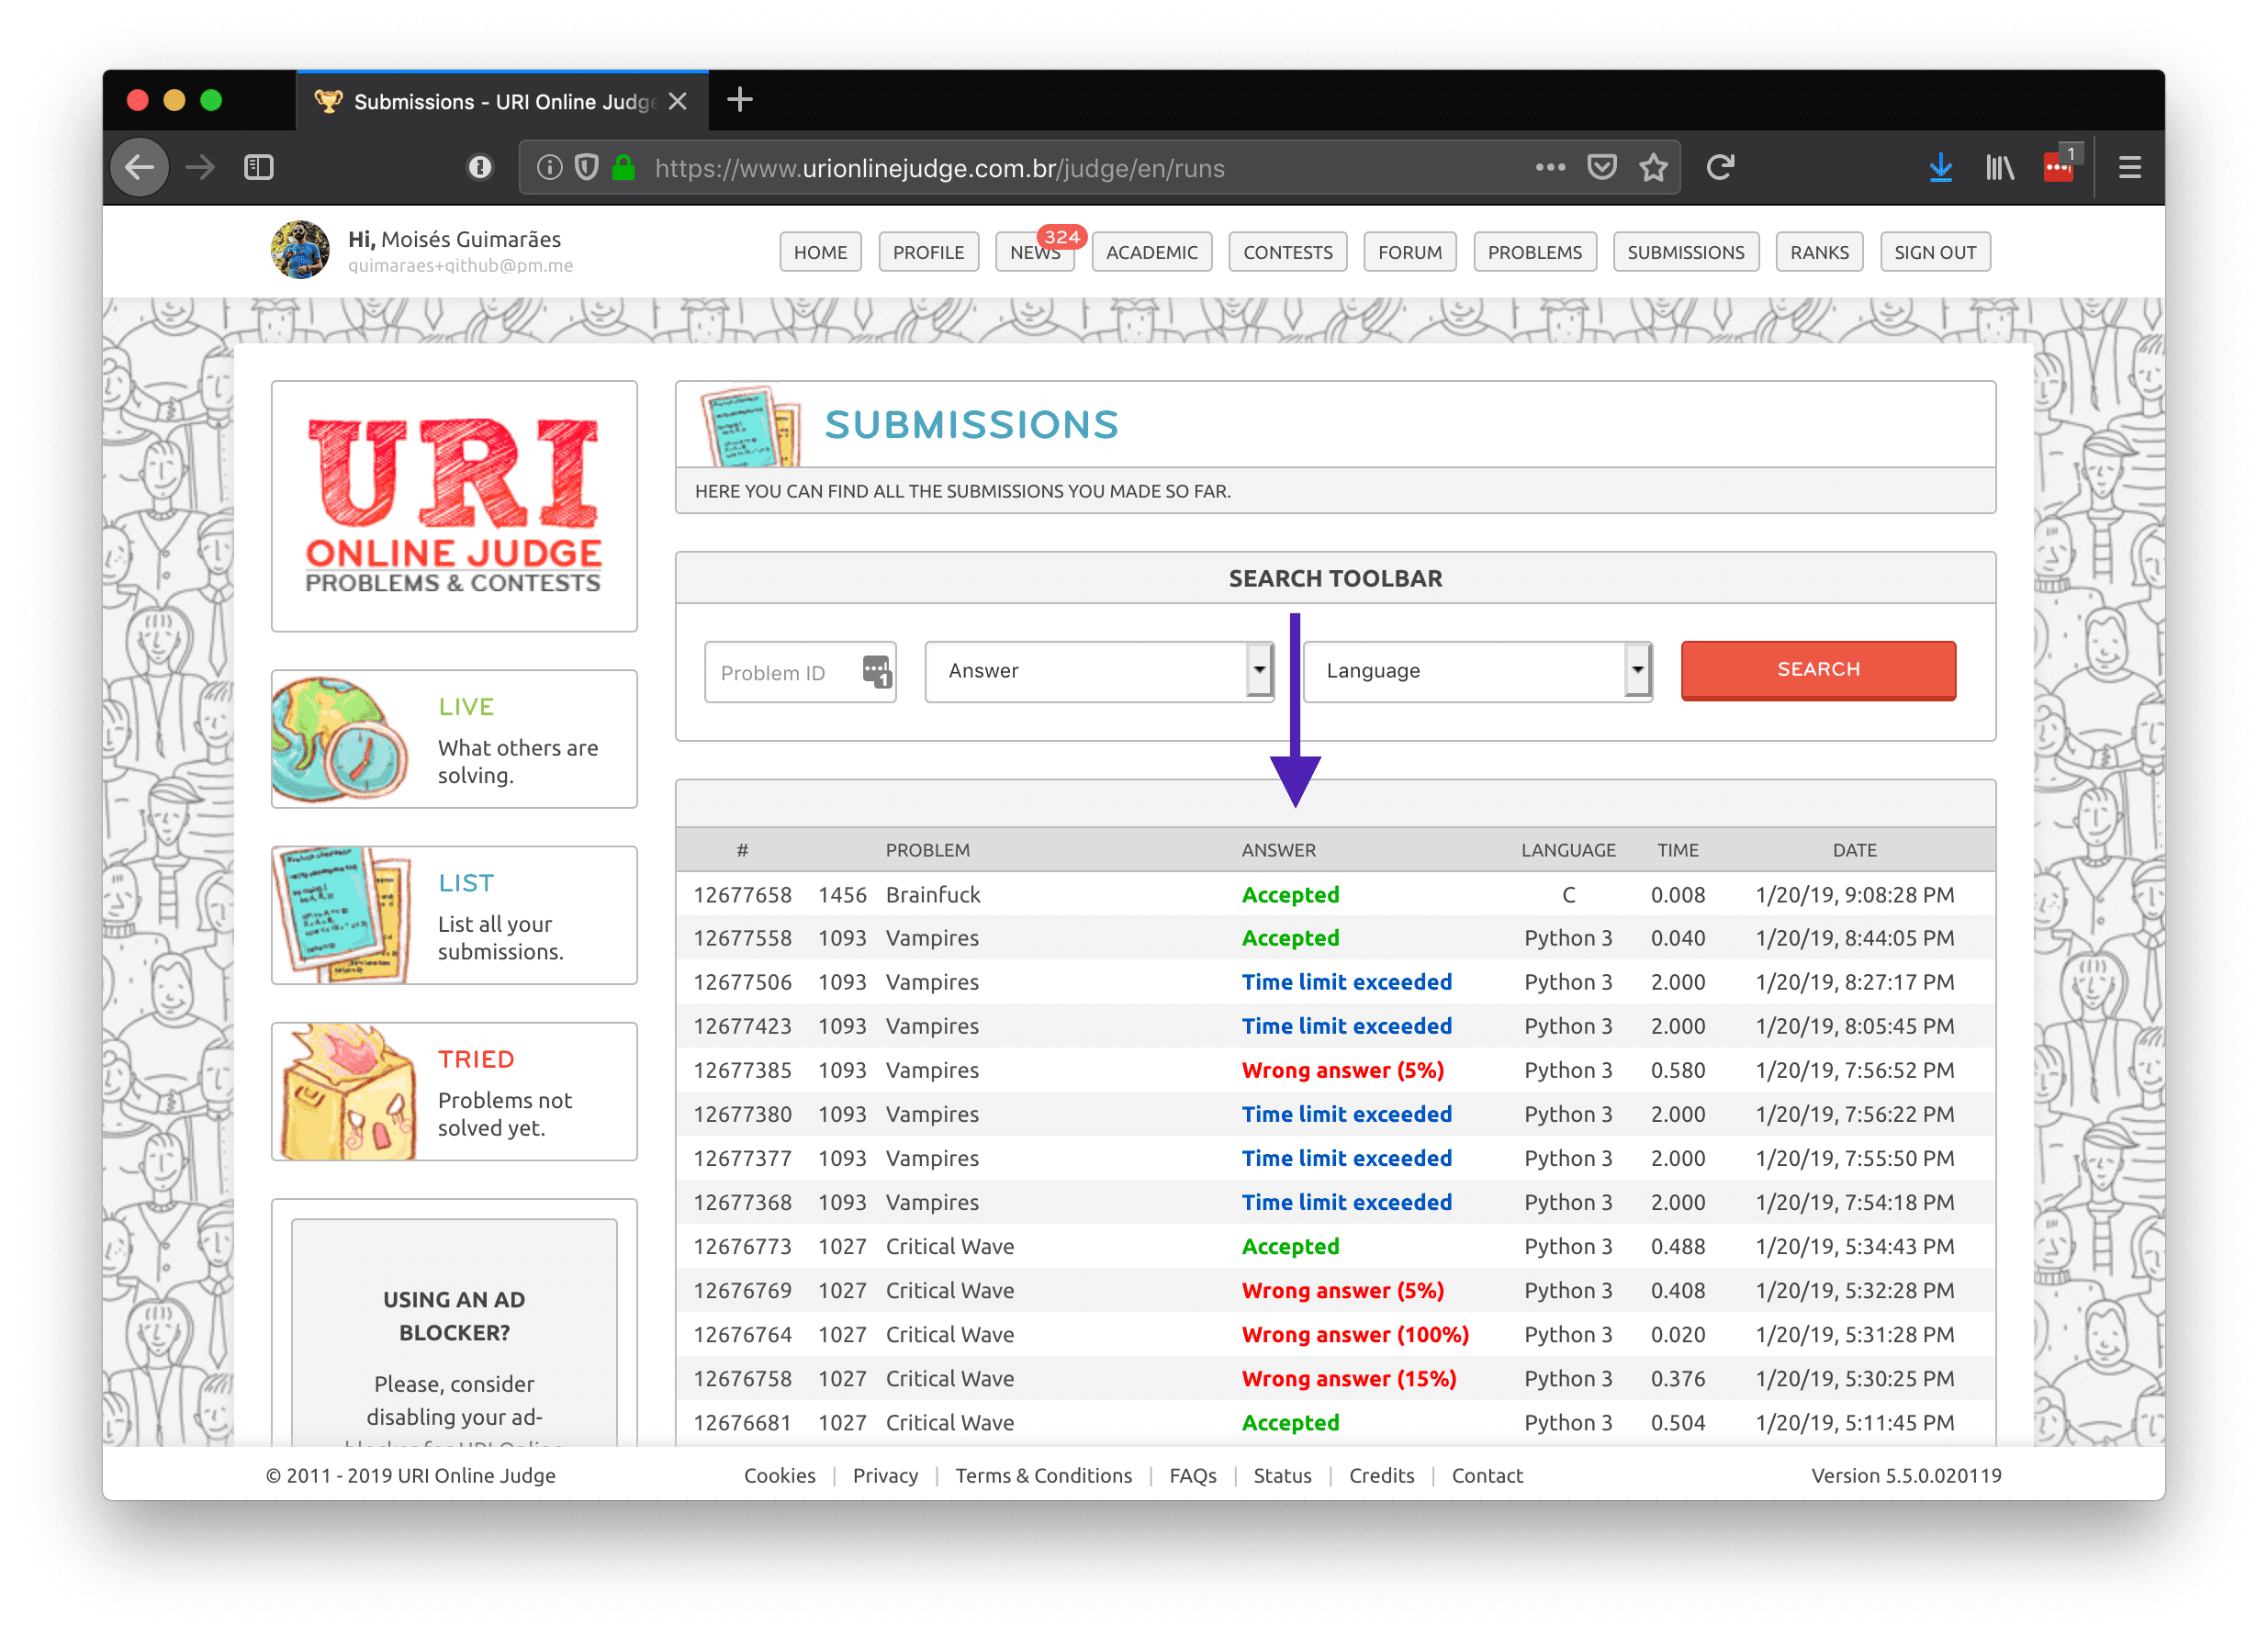 Submissions - URI Online Judge
https://www.urionlinejudge.com.br/judge/en/runs
1
Hi, Moisés Guimarães
guimaraes+github@pm.me
HOME
PROFILE
NEWS
324
ACADEMIC
CONTESTS
FORUM
PROBLEMS
SUBMISSIONS
RANKS
SIGN OUT
URI
ONLINE JUDGE
PROBLEMS & CONTESTS
LIVE
What others are
solving.
LIST
List all your
submissions.
TRIED
Problems not
solved yet.
USING AN AD
BLOCKER?
Please, consider
disabling your ad-
blocker for URI Online
SUBMISSIONS
HERE YOU CAN FIND ALL THE SUBMISSIONS YOU MADE SO FAR.
SEARCH TOOLBAR
Problem ID
1
Answer
Language
SEARCH
# PROBLEM ANSWER LANGUAGE TIME DATE
12677658 1456 Brainfuck Accepted C 0.008 1/20/19, 9:08:28 PM
12677558 1093 Vampires Accepted Python 3 0.040 1/20/19, 8:44:05 PM
12677506 1093 Vampires Time limit exceeded Python 3 2.000 1/20/19, 8:27:17 PM
12677423 1093 Vampires Time limit exceeded Python 3 2.000 1/20/19, 8:05:45 PM
12677385 1093 Vampires Wrong answer (5%) Python 3 0.580 1/20/19, 7:56:52 PM
12677380 1093 Vampires Time limit exceeded Python 3 2.000 1/20/19, 7:56:22 PM
12677377 1093 Vampires Time limit exceeded Python 3 2.000 1/20/19, 7:55:50 PM
12677368 1093 Vampires Time limit exceeded Python 3 2.000 1/20/19, 7:54:18 PM
12676773 1027 Critical Wave Accepted Python 3 0.488 1/20/19, 5:34:43 PM
12676769 1027 Critical Wave Wrong answer (5%) Python 3 0.408 1/20/19, 5:32:28 PM
12676764 1027 Critical Wave Wrong answer (100%) Python 3 0.020 1/20/19, 5:31:28 PM
12676758 1027 Critical Wave Wrong answer (15%) Python 3 0.376 1/20/19, 5:30:25 PM
12676681 1027 Critical Wave Accepted Python 3 0.504 1/20/19, 5:11:45 PM
© 2011 - 2019 URI Online Judge
Cookies | Privacy | Terms & Conditions | FAQs | Status | Credits | Contact
Version 5.5.0.020119